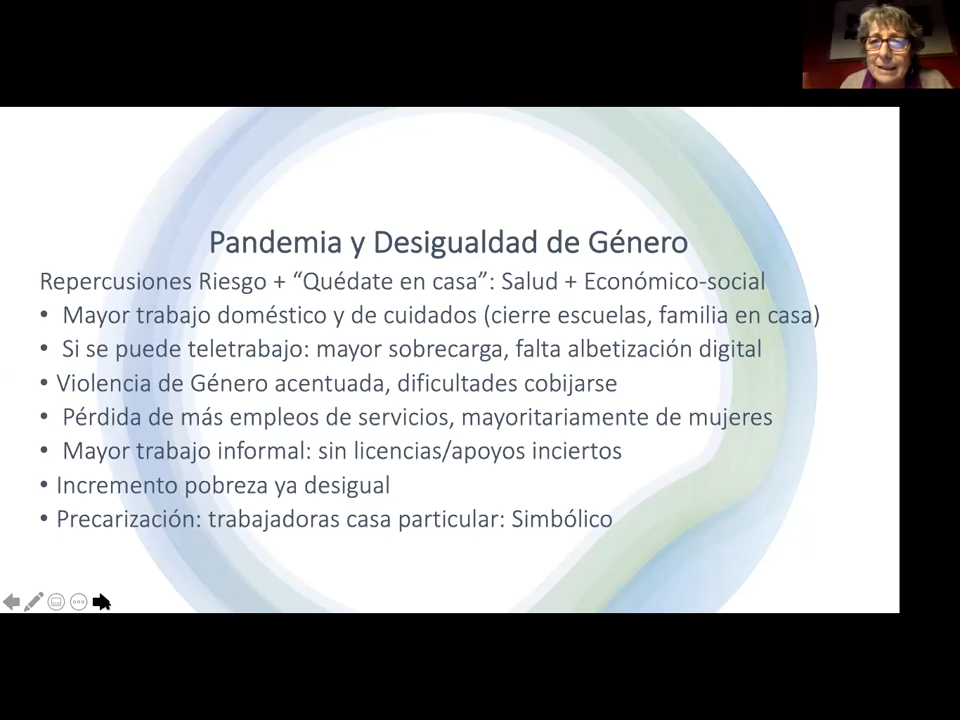 Pandemia y Desigualdad de Género
Repercusiones Riesgo + “Quédate en casa”: Salud + Económico-social
• Mayor trabajo doméstico y de cuidados (cierre escuelas, familia en casa)
• Si se puede teletrabajo: mayor sobrecarga, falta albetización digital
• Violencia de Género acentuada, dificultades cobijarse
• Pérdida de más empleos de servicios, mayoritariamente de mujeres
• Mayor trabajo informal: sin licencias/apoyos inciertos
• Incremento pobreza ya desigual
• Precarización: trabajadoras casa particular: Simbólico